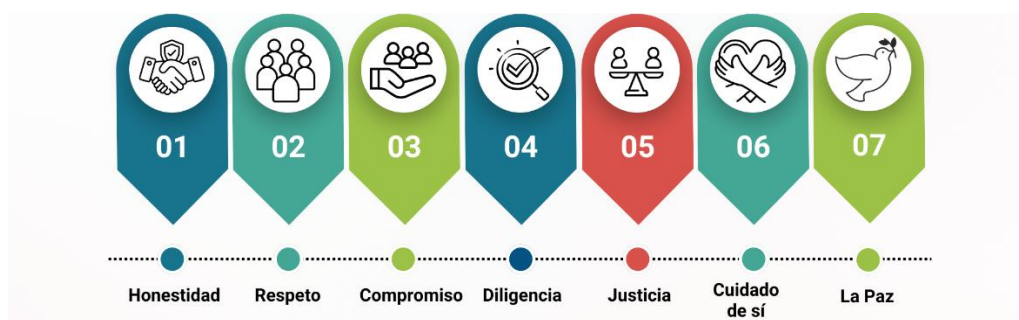 01
02
03
04
05
06
07
Honestidad
Respeto
Compromiso
Diligencia
Justicia
Cuidado
de sí
La Paz